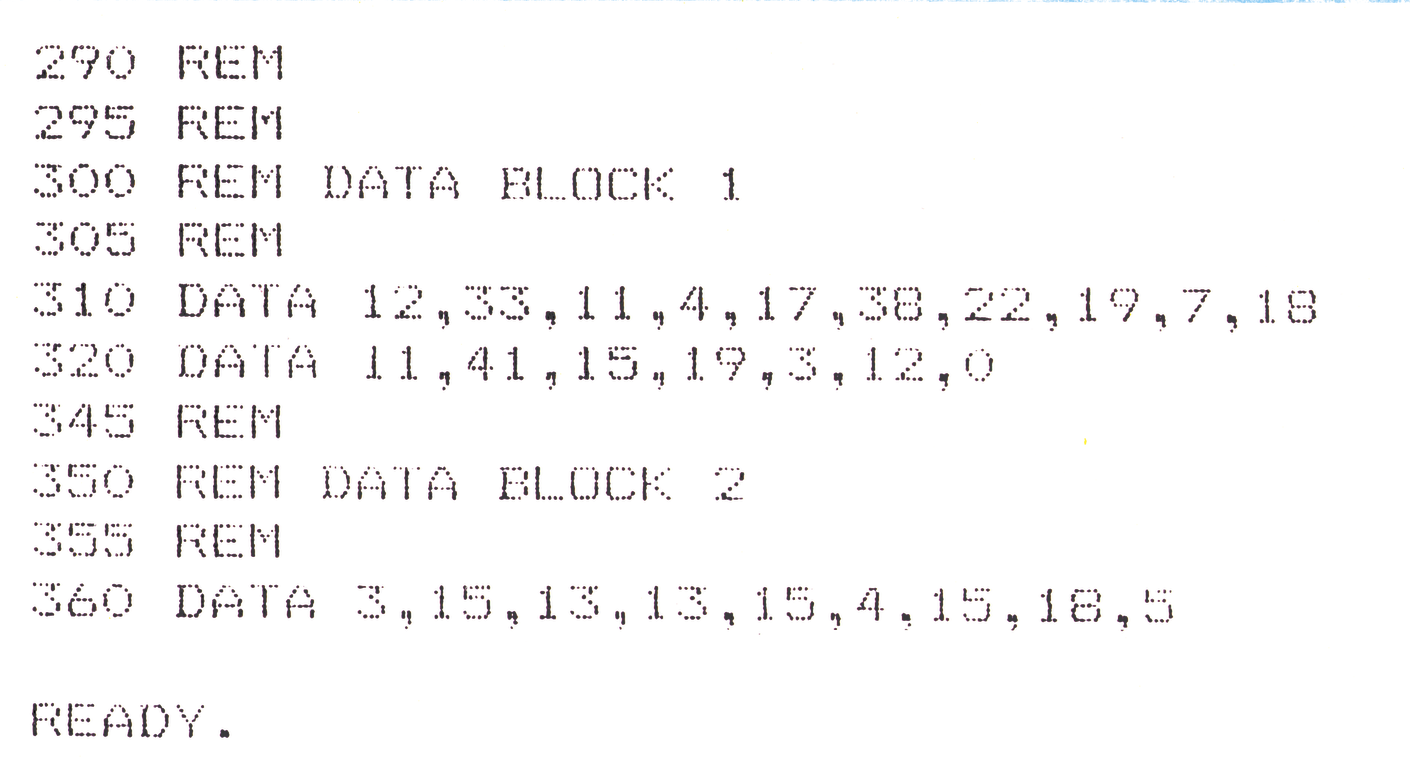 290 REM
295 REM
300 REM DATA BLOCK 1
305 REM
310 DATA 12,33,11,4,17,38,22,19,7,18
320 DATA 11,41,15,19,3,12,0
345 REM
350 REM DATA BLOCK 2
355 REM
360 DATA 3,15,13,13,15,4,15,18,5
READY.